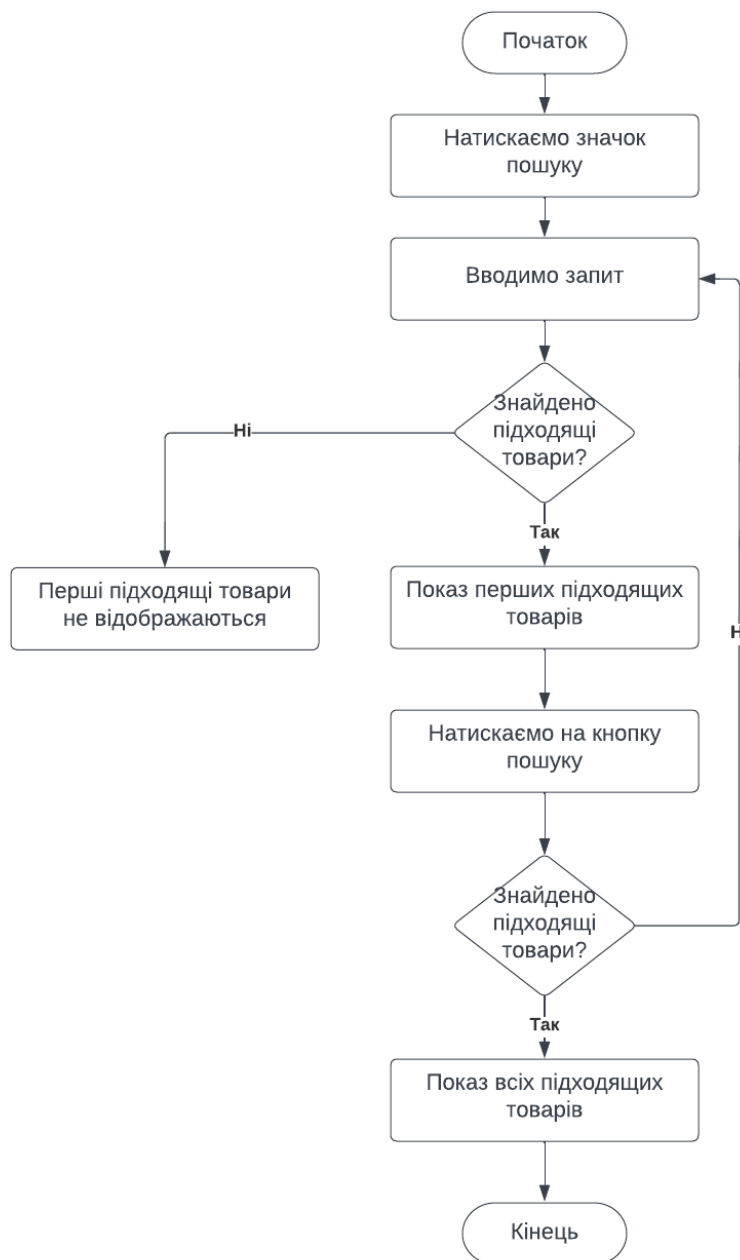 Початок
Натискаємо значок
пошуку
Вводимо запит
Знайдено
підходящі
товари?
Ні
Так
Перші підходящі товари
не відображаються
Показ перших підходящих
товарів
Натискаємо на кнопку
пошуку
Знайдено
підходящі
товари?
Так
Показ всіх підходящих
товарів
Кінець